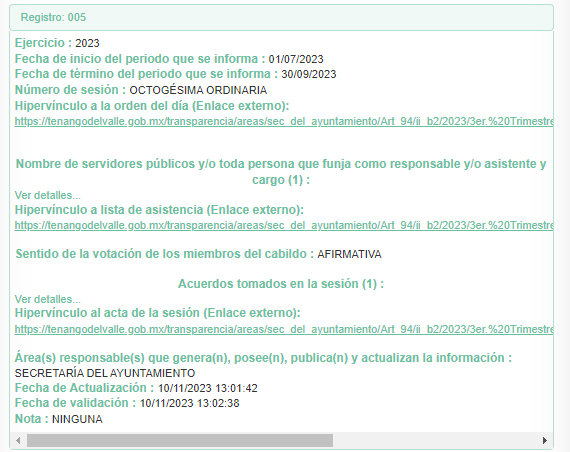 Registro: 005
Ejercicio : 2023
Fecha de inicio del periodo que se informa : 01/07/2023
Fecha de término del periodo que se informa : 30/09/2023
Número de sesión : OCTOGÉSIMA ORDINARIA
Hipervínculo a la orden del día (Enlace externo):
https://tenangodelvalle.gob.mx/transparencia/areas/sec_del_ayuntamiento/Art_94/ii_b2/2023/3er.%20Trimestre
Nombre de servidores públicos y/o toda persona que funja como responsable y/o asistente y
cargo (1) :
Ver detalles...
Hipervínculo a lista de asistencia (Enlace externo):
https://tenangodelvalle.gob.mx/transparencia/areas/sec_del_ayuntamiento/Art_94/ii_b2/2023/3er.%20Trimestre
Sentido de la votación de los miembros del cabildo : AFIRMATIVA
Acuerdos tomados en la sesión (1) :
Ver detalles...
Hipervínculo al acta de la sesión (Enlace externo):
https://tenangodelvalle.gob.mx/transparencia/areas/sec_del_ayuntamiento/Art_94/ii_b2/2023/3er.%20Trimestre
Área(s) responsable(s) que genera(n), posee(n), publica(n) y actualizan la información :
SECRETARÍA DEL AYUNTAMIENTO
Fecha de Actualización : 10/11/2023 13:01:42
Fecha de validación : 10/11/2023 13:02:38
Nota : NINGUNA